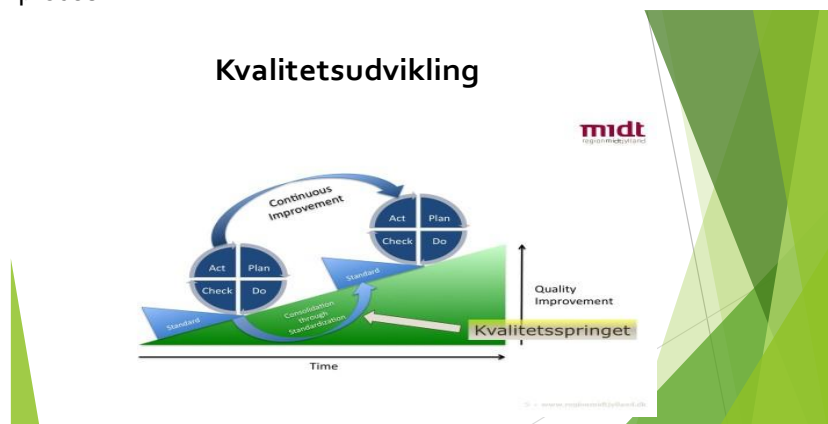 Kvalitetsudvikling
midt
regionmidtjylland
Continuous
Improvement
Act
Plan
Check
Do
Act
Plan
Check
Do
Standard
Standard
Consolidation
through
Standardization
Quality
Improvement
Kvalitetsspringet
Time